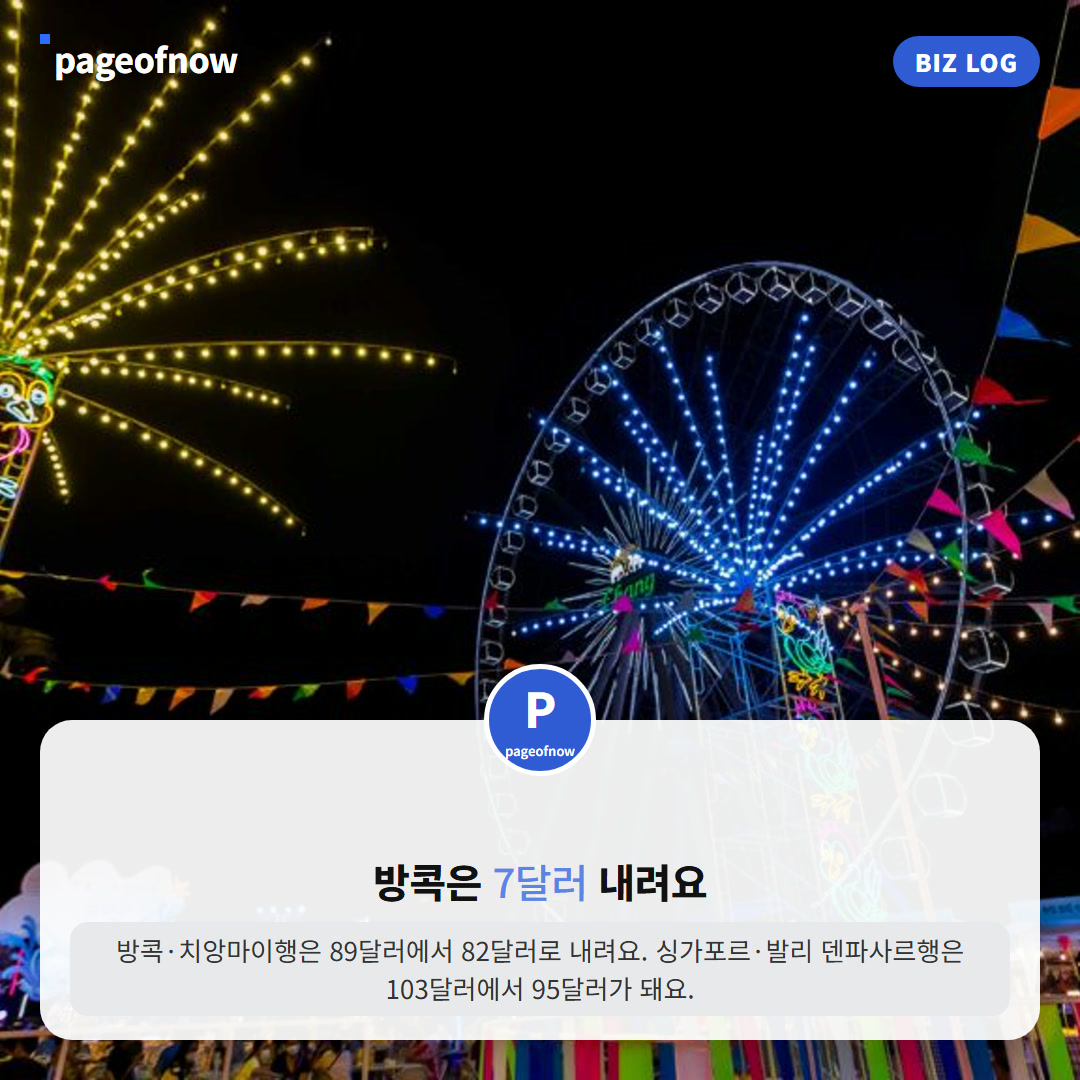 pageofnow
BIZ LOG
P
pageofnow
방콕은 7달러 내려요
방콕·치앙마이행은 89달러에서 82달러로 내려요. 싱가포르·발리 덴파사르행은
103달러에서 95달러가 돼요.